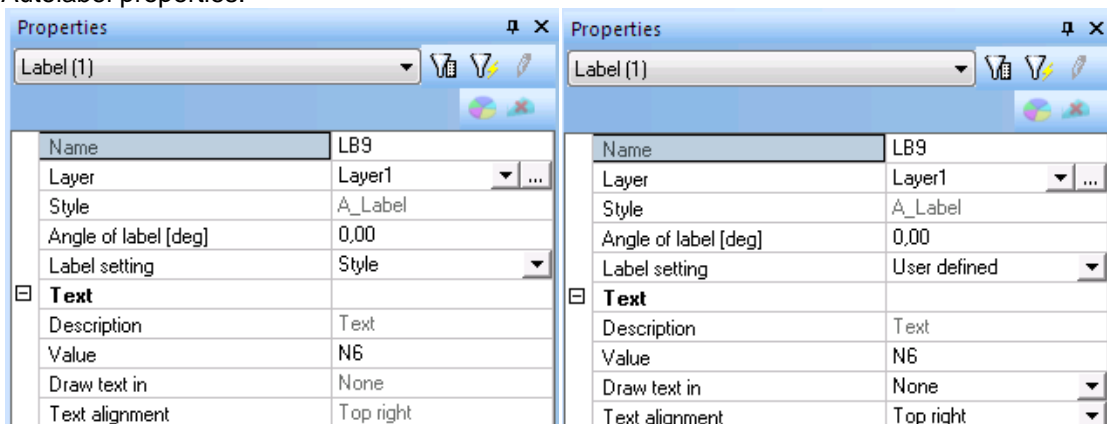 Autolabel properties:
Properties
Label (1)
Name LB9
Layer Layer1 ...
Style A_Label
Angle of label [deg] 0,00
Label setting Style
Text
Description Text
Value N6
Draw text in None
Text alignment Top right
Properties
Label (1)
Name LB9
Layer Layer1 ...
Style A_Label
Angle of label [deg] 0,00
Label setting User defined
Text
Description Text
Value N6
Draw text in None
Text alignment Top right